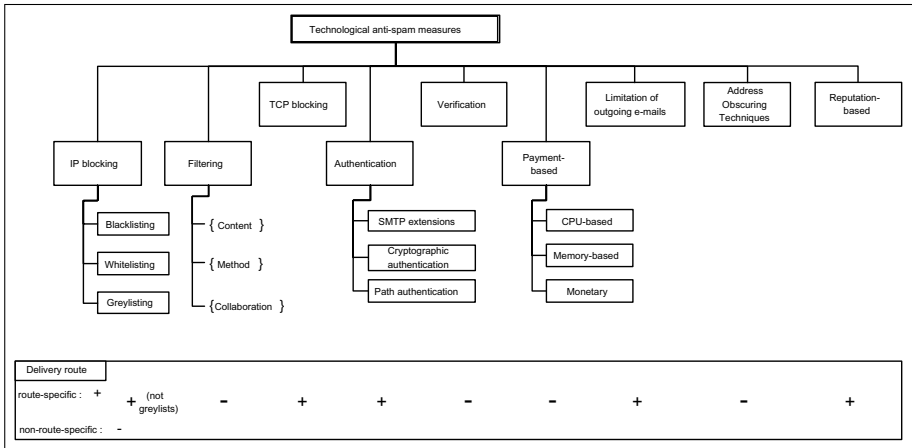 Technological anti-spam measures
TCP blocking
Verification
Limitation of
outgoing e-mails
Address
Obscuring
Techniques
Reputation-
based
IP blocking
Filtering
Authentication
Payment-
based
Blacklisting
{ Content }
SMTP extensions
CPU-based
Whitelisting
{ Method }
Cryptographic
authentication
Memory-based
Greylisting
{Collaboration }
Path authentication
Monetary
Delivery route
route-specific : +
+ (not
greylists)
- + + - - + - +
non-route-specific : -